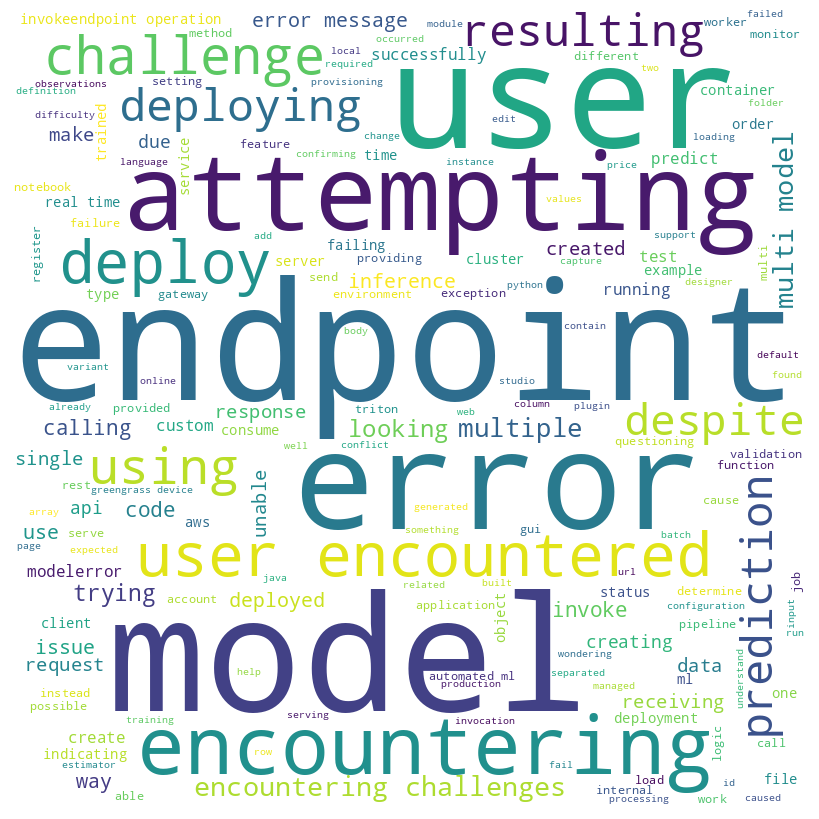 invokeendpoint operation
error message
module
failed
worker
method
occurred
monitor
resulting
challenge
local
successfully
different
required
two
user
observations
setting
provisioning
container
definition
deploying
edit
folder
difficulty
trained
change
order
make
due
feature
loading
confirming
time
language
service
instance
price
predict
attempting
multi model
notebook
real time
values
failure
support
register
add
failing
created
test
deploy
providing
cluster
multi
server
example
type
send
inference
designer
gateway
environment
exception
python
running
capture
endpoint
body
contain
variant
default
online
studio
found
already
provided
response
triton
web
column
plugin
despite
calling
custom
consume
looking
multiple
questioning
well
conflict
validation
single
using
function
error
rest
greengrass device
unable
cause
array
api
code
generated
something
batch
use
serve
aws
gui
prediction
page
expected
user encountered
modelerror
java
related
built
url
job
trying
status
determine
account
deployed
application
object
invoke
configuration
input
client
model
pipeline
run
issue
creating
wondering
request
understand
help
automated ml
separated
data
ml
instead
production
managed
receiving
one
possible
serving
training
invocation
deployment
create
encountering
logic
call
indicating
row
estimator
fail
way
load
id
file
encountering challenges
internal
work
caused
able
processing